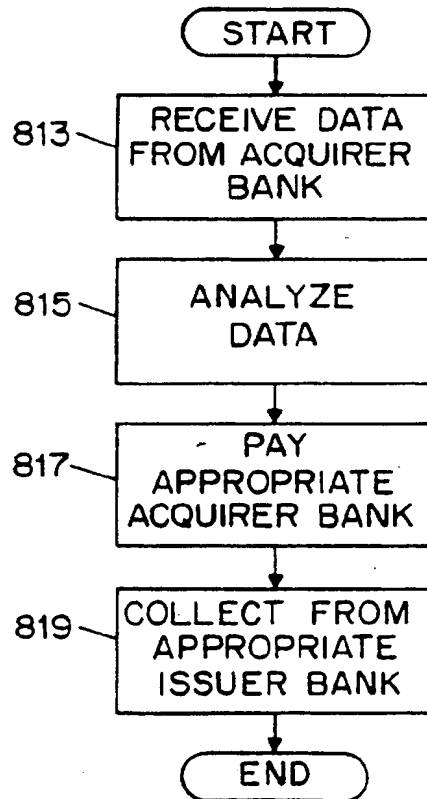 START
813
RECEIVE DATA
FROM ACQUIRER
BANK
815
ANALYZE
DATA
817
PAY
APPROPRIATE
ACQUIRER BANK
819
COLLECT FROM
APPROPRIATE
ISSUER BANK
END